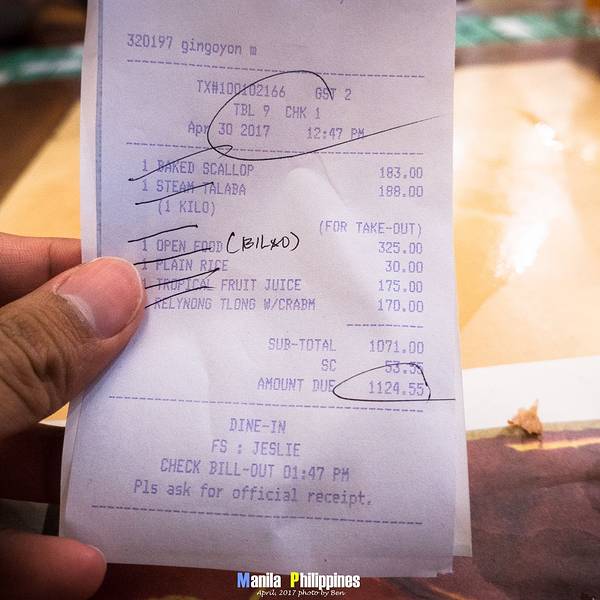 320197 gingoyon m
TX#100102166 GST 2
TBL 9 CHK 1
Apr 30 2017 12:47 PM
1 BAKED SCALLOP 183.00
1 STEAM TALABA 188.00
(1 KILO)
(FOR TAKE-OUT)
1 OPEN FOOD (BILAO) 325.00
1 PLAIN RICE 30.00
1 TROPICAL FRUIT JUICE 175.00
RELYNONG TLONG W/CRABM 170.00
SUB-TOTAL 1071.00
SC 53.55
AMOUNT DUE 1124.55
DINE-IN
FS : JESLIE
CHECK BILL-OUT 01:47 PM
Pls ask for official receipt.
Manila Philippines
April, 2017 photo by Ben